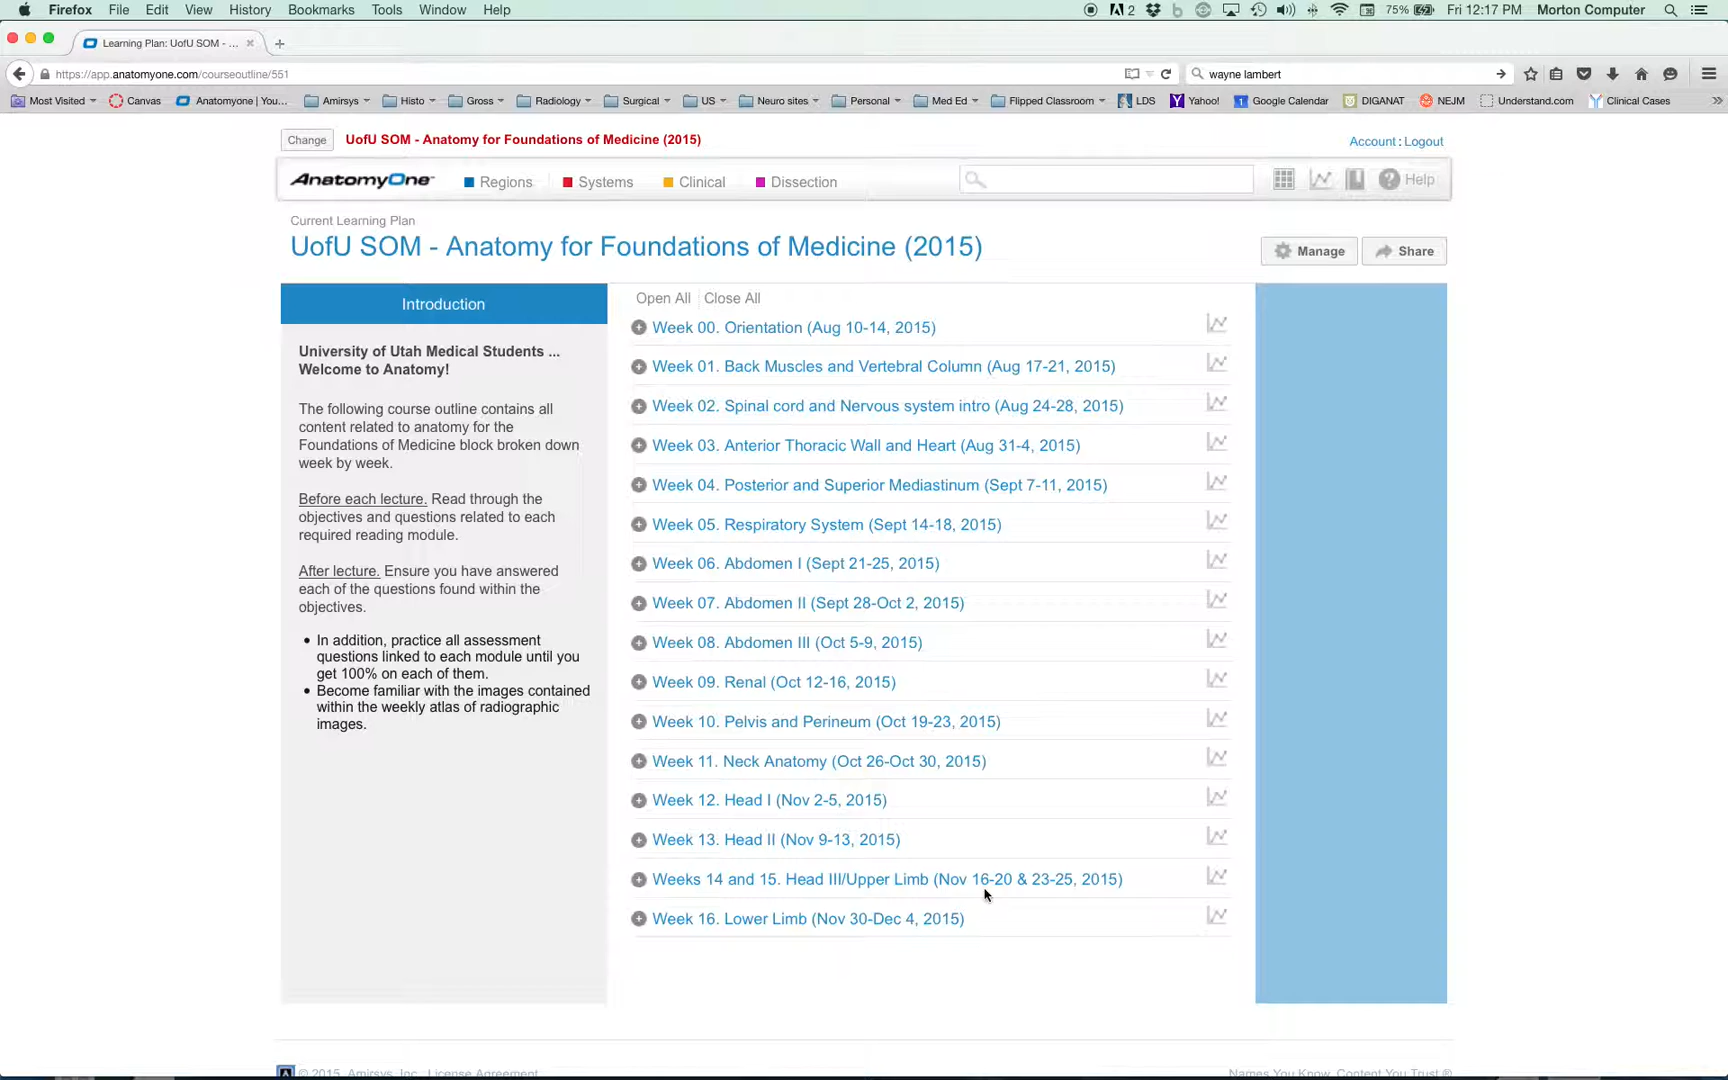 Firefox File Edit View History Bookmarks Tools Window Help
2 75% Fri 12:17 PM Morton Computer
Learning Plan: UofU SOM - ...
https://app.anatomyone.com/courseoutline/551
wayne lambert
Most Visited Canvas Anatomyone | You... Amirsys Histo Gross Radiology Surgical US Neuro sites Personal Med Ed Flipped Classroom LDS Yahoo! Google Calendar DIGANAT NEJM Understand.com Clinical Cases
Change UofU SOM - Anatomy for Foundations of Medicine (2015) Account : Logout
AnatomyOne Regions Systems Clinical Dissection Help
Current Learning Plan
UofU SOM - Anatomy for Foundations of Medicine (2015)
Manage Share
Introduction
University of Utah Medical Students ...
Welcome to Anatomy!
The following course outline contains all
content related to anatomy for the
Foundations of Medicine block broken down
week by week.
Before each lecture. Read through the
objectives and questions related to each
required reading module.
After lecture. Ensure you have answered
each of the questions found within the
objectives.
• In addition, practice all assessment
questions linked to each module until you
get 100% on each of them.
• Become familiar with the images contained
within the weekly atlas of radiographic
images.
Open All Close All
Week 00. Orientation (Aug 10-14, 2015)
Week 01. Back Muscles and Vertebral Column (Aug 17-21, 2015)
Week 02. Spinal cord and Nervous system intro (Aug 24-28, 2015)
Week 03. Anterior Thoracic Wall and Heart (Aug 31-4, 2015)
Week 04. Posterior and Superior Mediastinum (Sept 7-11, 2015)
Week 05. Respiratory System (Sept 14-18, 2015)
Week 06. Abdomen I (Sept 21-25, 2015)
Week 07. Abdomen II (Sept 28-Oct 2, 2015)
Week 08. Abdomen III (Oct 5-9, 2015)
Week 09. Renal (Oct 12-16, 2015)
Week 10. Pelvis and Perineum (Oct 19-23, 2015)
Week 11. Neck Anatomy (Oct 26-Oct 30, 2015)
Week 12. Head I (Nov 2-5, 2015)
Week 13. Head II (Nov 9-13, 2015)
Weeks 14 and 15. Head III/Upper Limb (Nov 16-20 & 23-25, 2015)
Week 16. Lower Limb (Nov 30-Dec 4, 2015)
© 2015, Amirsys, Inc. License Agreement
Names You Know. Content You Trust.®